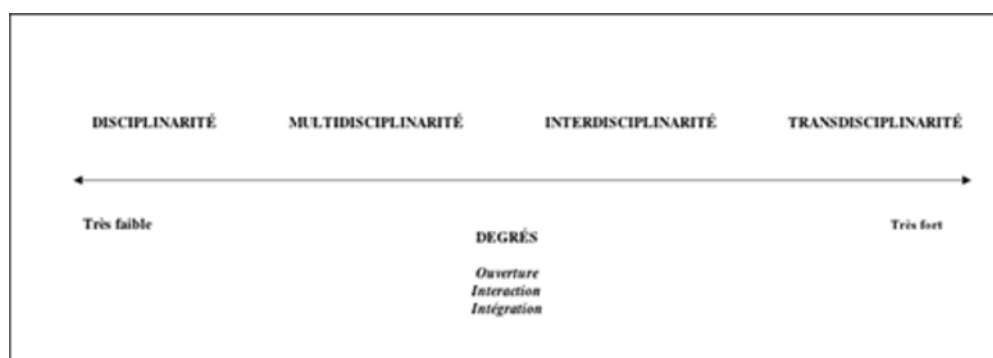 DISCIPLINARITÉ MULTIDISCIPLINARITÉ INTERDISCIPLINARITÉ TRANSDISCIPLINARITÉ
Très faible Très fort
DEGRÉS
Ouverture
Interaction
Intégration